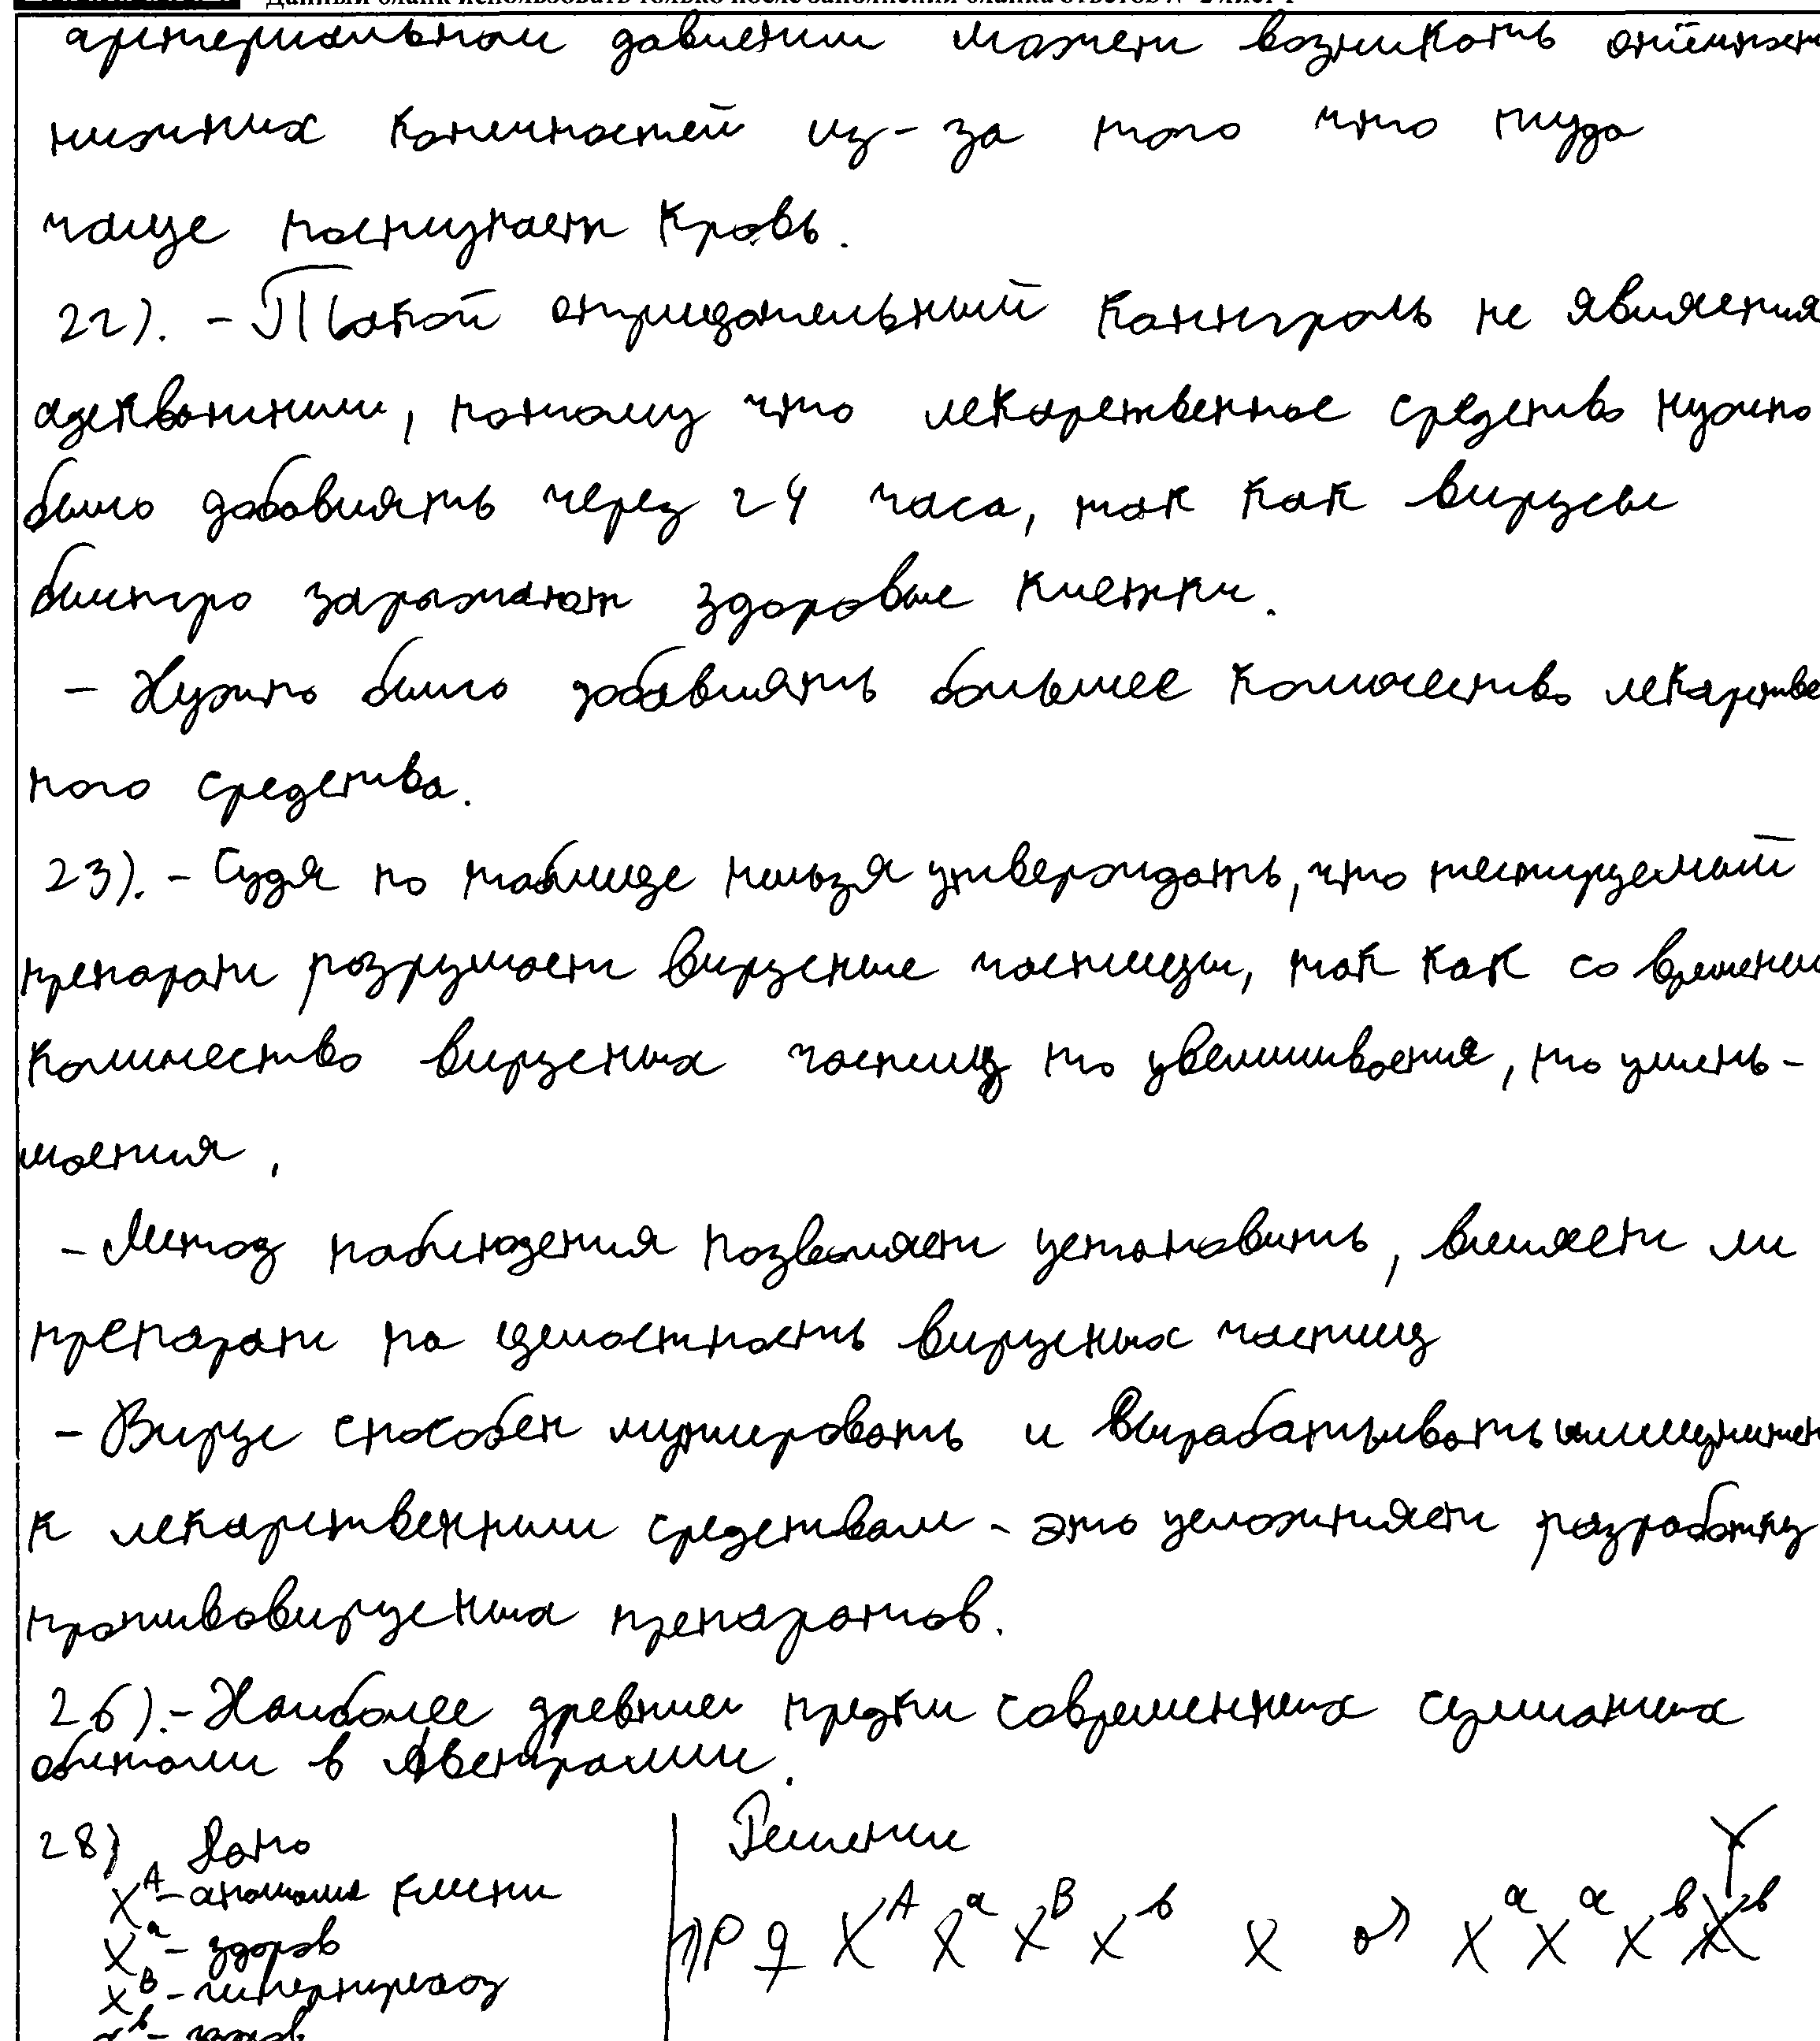 Данный бланк использовать только после заполнения бланка ответов № 2 лист 1
артериальном давлении может возникать
нижних конечностей из-за того что туда
чаще поступает кровь.
22). - Такой отрицательный контроль не является
адекватным, потому что лекарственное средство нужно
было добавлять через 24 часа, так как вирусы
быстро заражают здоровые клетки.
- Нужно было добавлять большее количество лекарстве
ного средства.
23). - Судя по таблице нельзя утверждать, что тестируемый
препарат разрушает вирусные частицы, так как со временем
количество вирусных частиц то увеличивается, то умень-
шается.
- Метод наблюдения позволяет установить, влияет ли
препарат на целостность вирусных частиц
- Вирус способен мутировать и вырабатывать иммунитет
к лекарственным средствам - это усложняет разработку
противовирусных препаратов.
26). - Наиболее древние предки современных сумчатых
обитали в Австралии.
28) Дано
Решение
X^A - аномалия кисти
X^a - здоров
X^B - гипертирехоз
x^b - здоров
1) P ♀ X^A X^a X^B X^b X ♂ X^a X^a X^b X^b Y